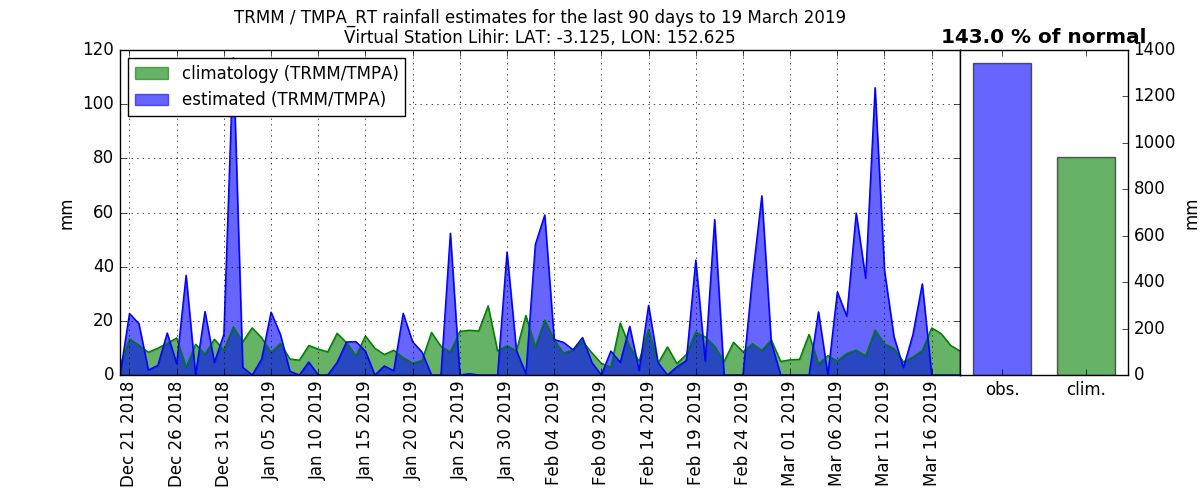 TRMM / TMPA_RT rainfall estimates for the last 90 days to 19 March 2019
Virtual Station Lihir: LAT: -3.125, LON: 152.625
143.0 % of normal
climatology (TRMM/TMPA)
estimated (TRMM/TMPA)
120
100
80
60
40
20
0
mm
Dec 21 2018
Dec 26 2018
Dec 31 2018
Jan 05 2019
Jan 10 2019
Jan 15 2019
Jan 20 2019
Jan 25 2019
Jan 30 2019
Feb 04 2019
Feb 09 2019
Feb 14 2019
Feb 19 2019
Feb 24 2019
Mar 01 2019
Mar 06 2019
Mar 11 2019
Mar 16 2019
obs.
clim.
1400
1200
1000
800
600
400
200
0
mm